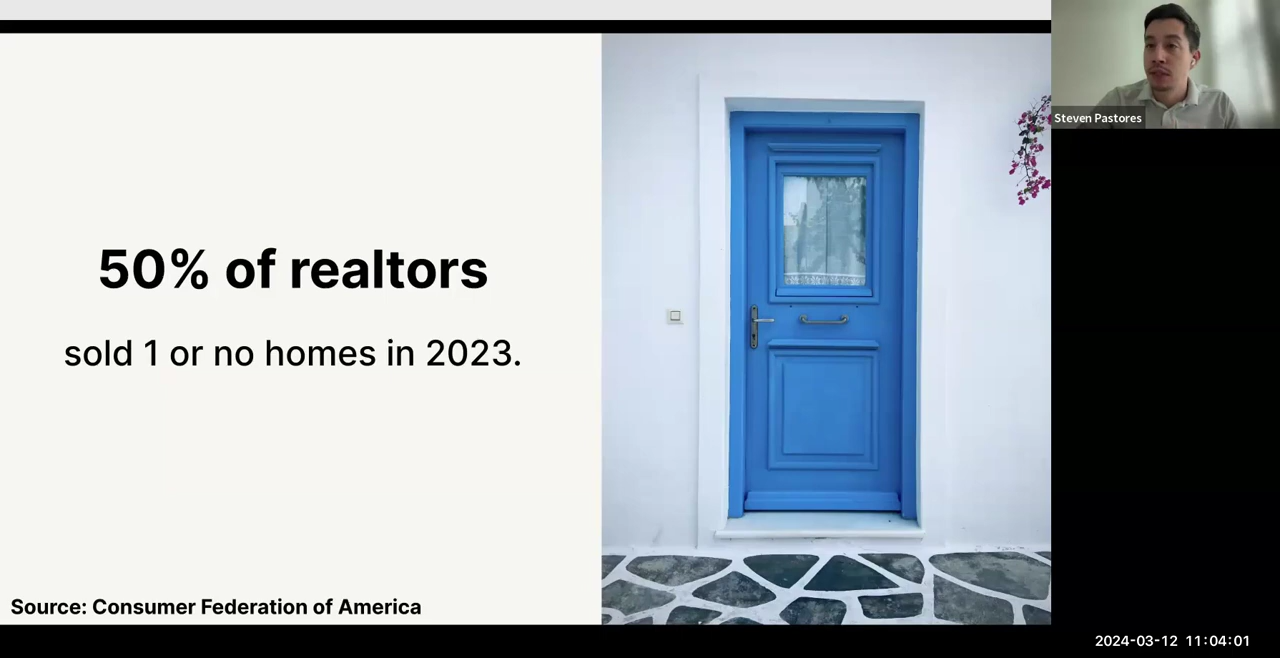 50% of realtors
sold 1 or no homes in 2023.
Source: Consumer Federation of America
Steven Pastores
2024-03-12 11:04:01